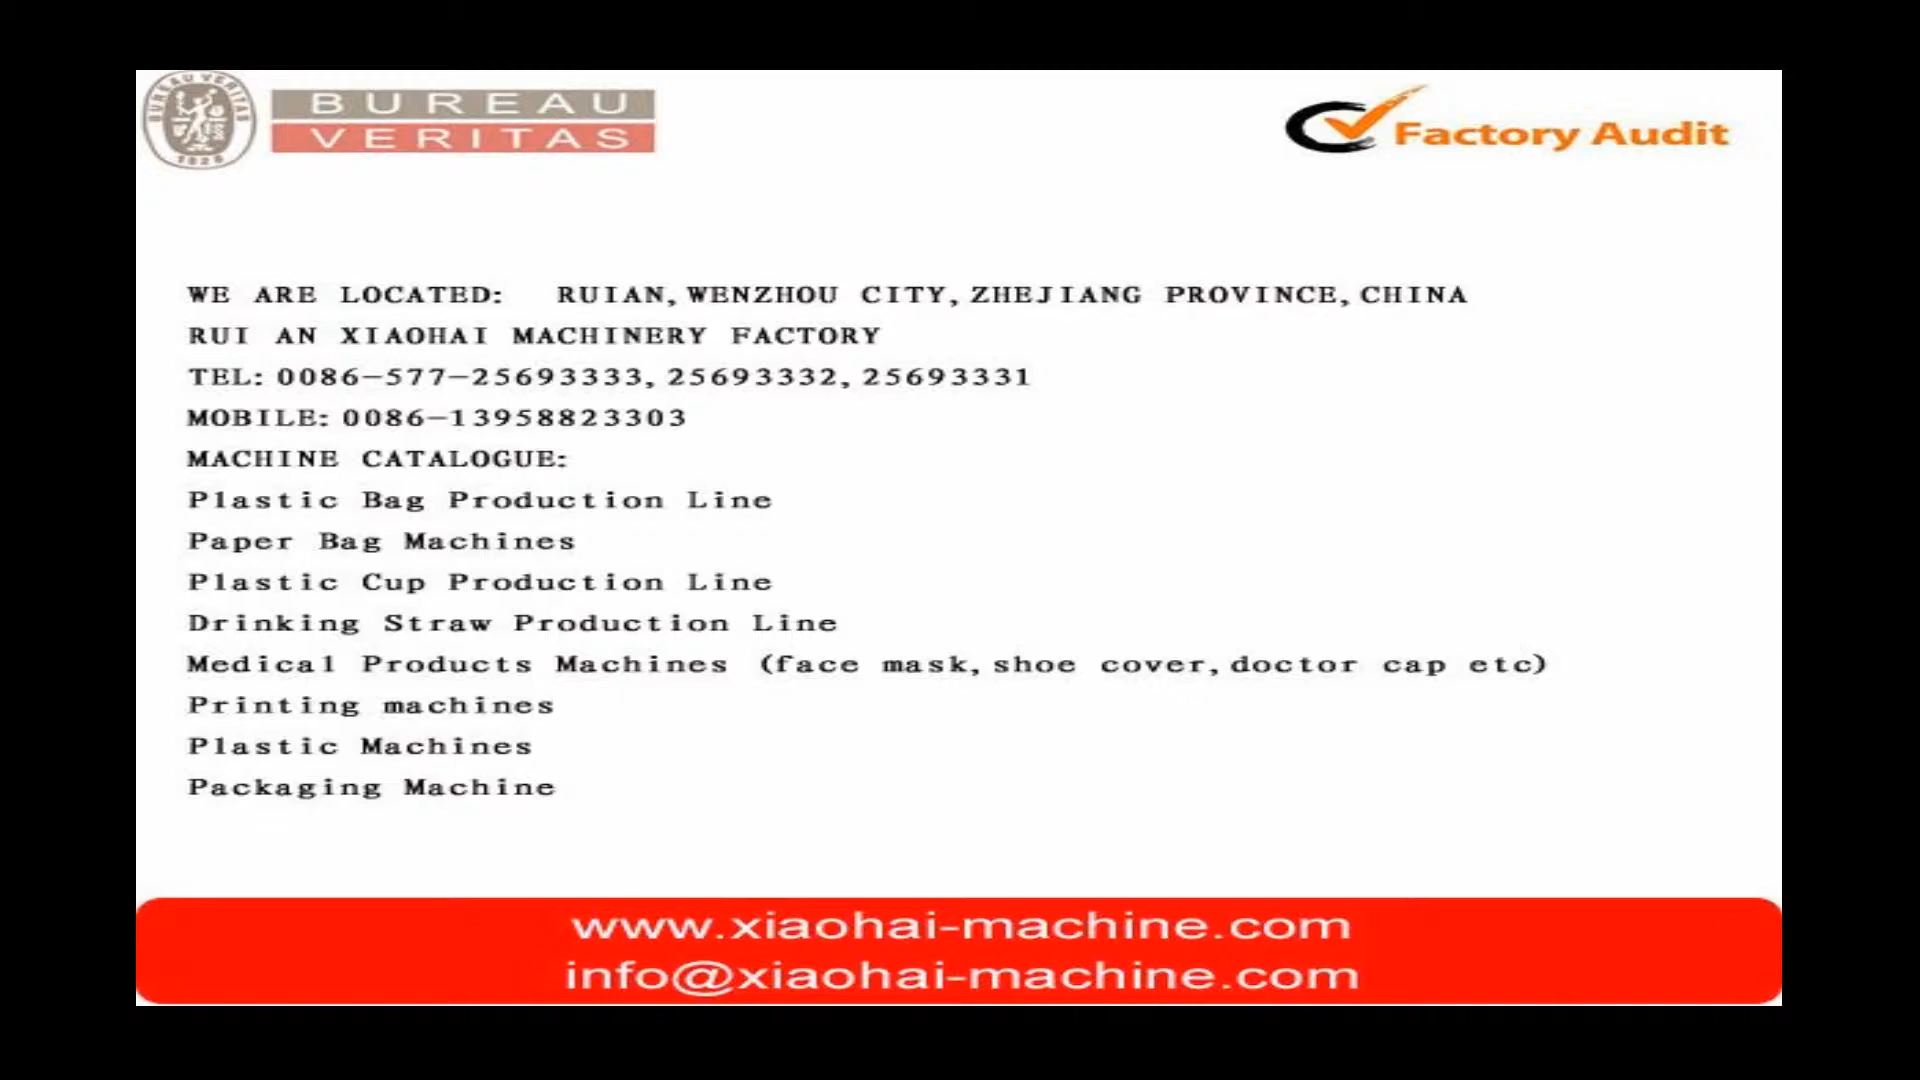 BUREAU VERITAS
1828
BUREAU
VERITAS
Factory Audit
WE ARE LOCATED: RUIAN,WENZHOU CITY,ZHEJIANG PROVINCE,CHINA
RUI AN XIAOHAI MACHINERY FACTORY
TEL:0086-577-25693333,25693332,25693331
MOBILE:0086-13958823303
MACHINE CATALOGUE:
Plastic Bag Production Line
Paper Bag Machines
Plastic Cup Production Line
Drinking Straw Production Line
Medical Products Machines (face mask,shoe cover,doctor cap etc)
Printing machines
Plastic Machines
Packaging Machine
www.xiaohai-machine.com
info@xiaohai-machine.com